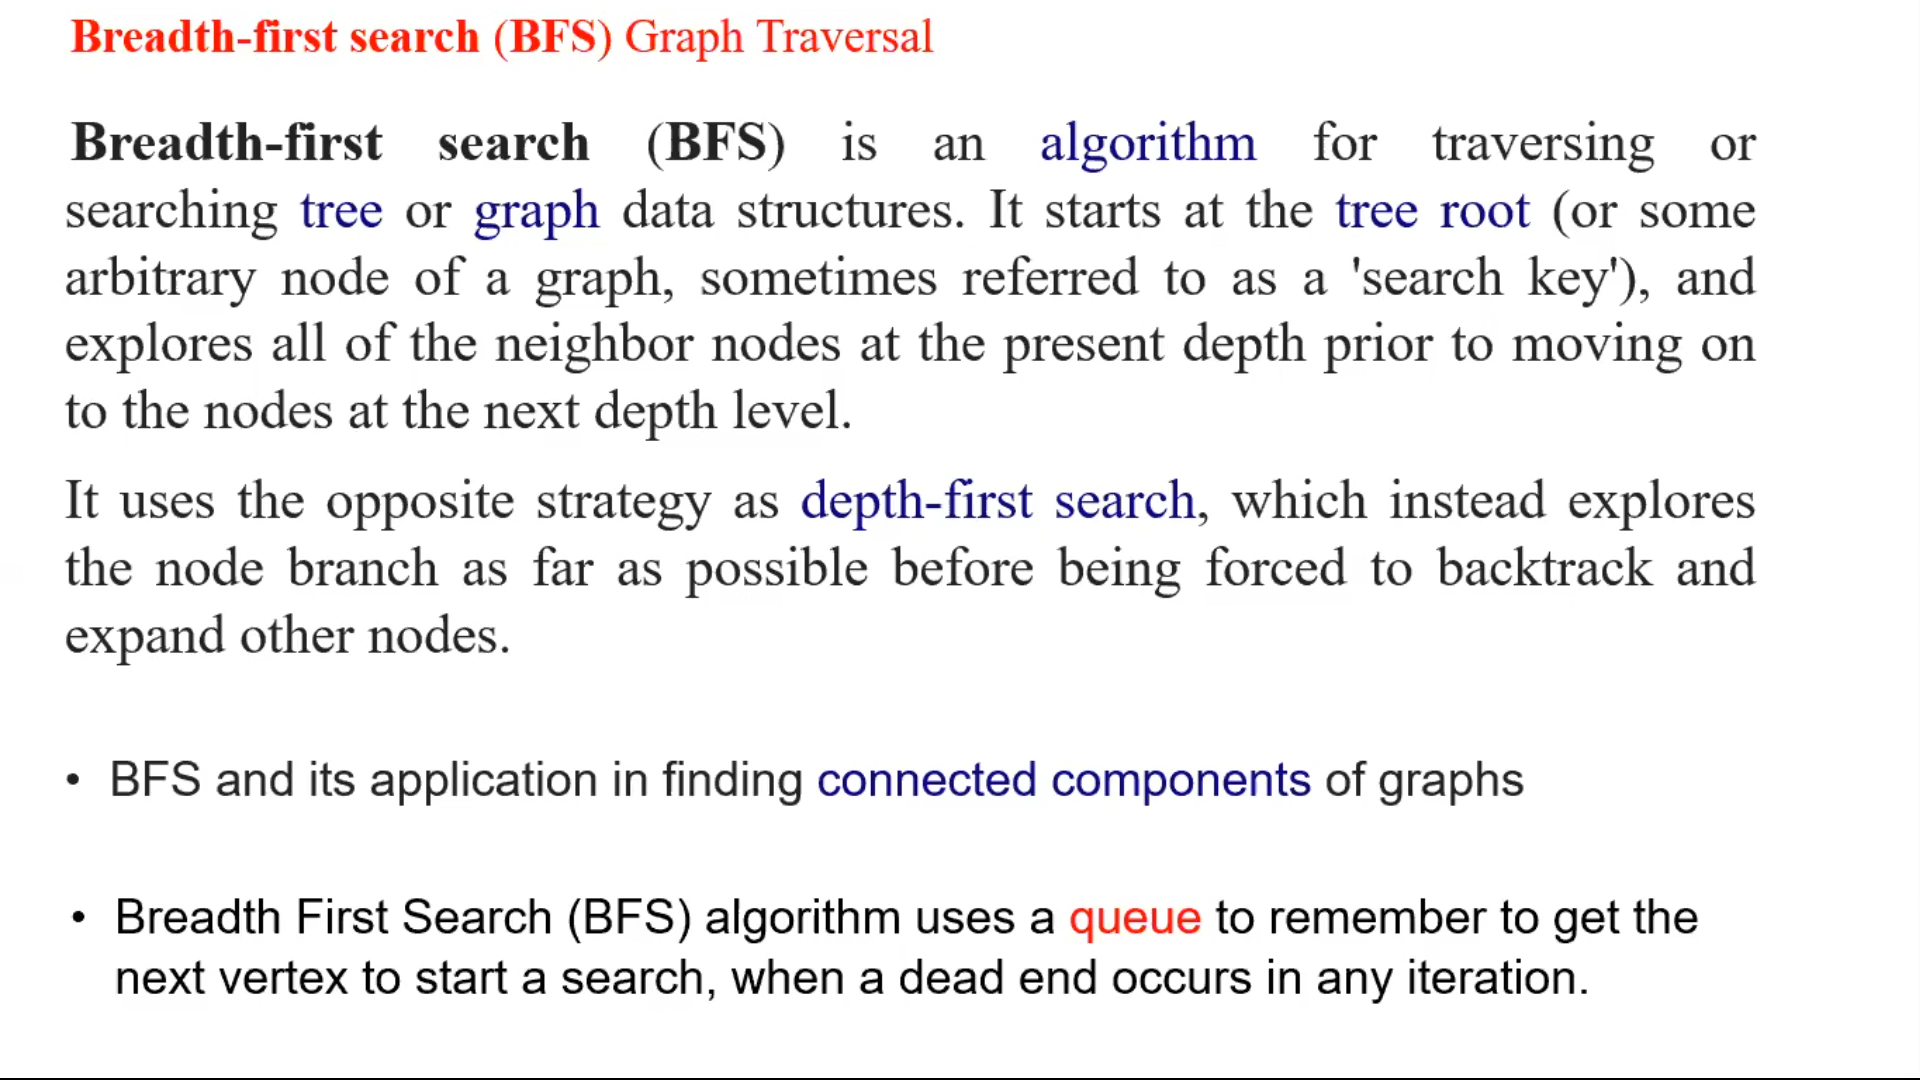 Breadth-first search (BFS) Graph Traversal
Breadth-first search (BFS) is an algorithm for traversing or
searching tree or graph data structures. It starts at the tree root (or some
arbitrary node of a graph, sometimes referred to as a 'search key'), and
explores all of the neighbor nodes at the present depth prior to moving on
to the nodes at the next depth level.
It uses the opposite strategy as depth-first search, which instead explores
the node branch as far as possible before being forced to backtrack and
expand other nodes.
• BFS and its application in finding connected components of graphs
• Breadth First Search (BFS) algorithm uses a queue to remember to get the
next vertex to start a search, when a dead end occurs in any iteration.